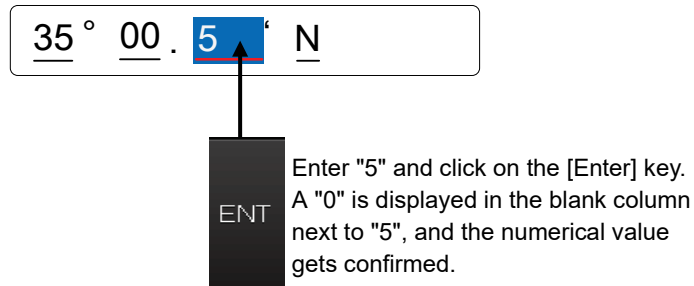 35° 00. 5 ‘ N
ENT
Enter "5" and click on the [Enter] key.
A "0" is displayed in the blank column
next to "5", and the numerical value
gets confirmed.